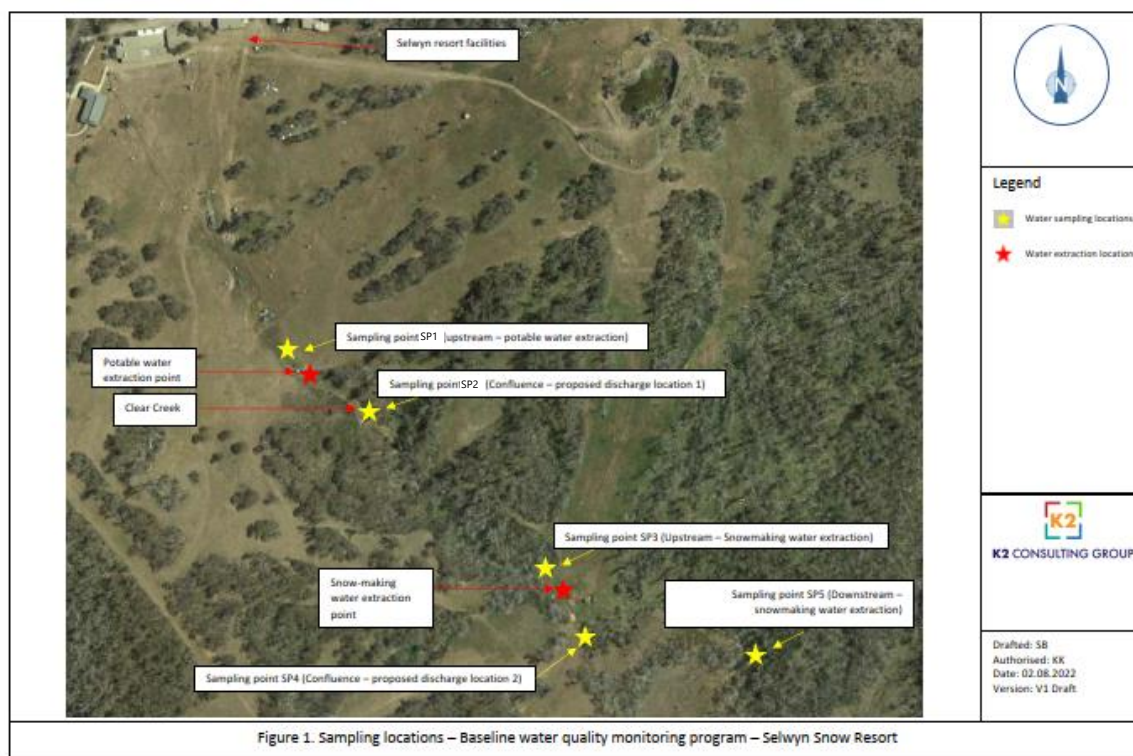 Selwyn resort facilities
N
Legend
Water sampling locations
Water extraction location
Sampling point SP1 (upstream – potable water extraction)
Potable water
extraction point
Sampling point SP2 (Confluence – proposed discharge location 1)
Clear Creek
Sampling point SP3 (Upstream – Snowmaking water extraction)
Snow-making
water extraction
point
Sampling point SP5 (Downstream –
snowmaking water extraction)
Sampling point SP4 (Confluence – proposed discharge location 2)
K2
K2 CONSULTING GROUP
Drafted: SB
Authorised: KK
Date: 02.08.2022
Version: V1 Draft
Figure 1. Sampling locations – Baseline water quality monitoring program – Selwyn Snow Resort